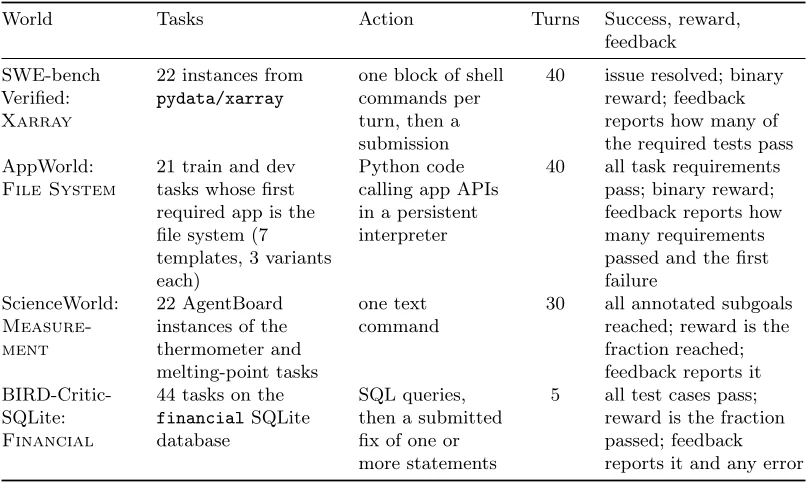 World Tasks Action Turns Success, reward,
feedback
SWE-bench 22 instances from one block of shell 40 issue resolved; binary
Verified: pydata/xarray commands per reward; feedback
XARRAY turn, then a reports how many of
submission the required tests pass
AppWorld: 21 train and dev Python code 40 all task requirements
FILE SYSTEM tasks whose first calling app APIs pass; binary reward;
required app is the in a persistent feedback reports how
file system (7 interpreter many requirements
templates, 3 variants passed and the first
each) failure
ScienceWorld: 22 AgentBoard one text 30 all annotated subgoals
MEASURE- instances of the command reached; reward is the
MENT thermometer and fraction reached;
melting-point tasks feedback reports it
BIRD-Critic- 44 tasks on the SQL queries, 5 all test cases pass;
SQLite: financial SQLite then a submitted reward is the fraction
FINANCIAL database fix of one or passed; feedback
more statements reports it and any error